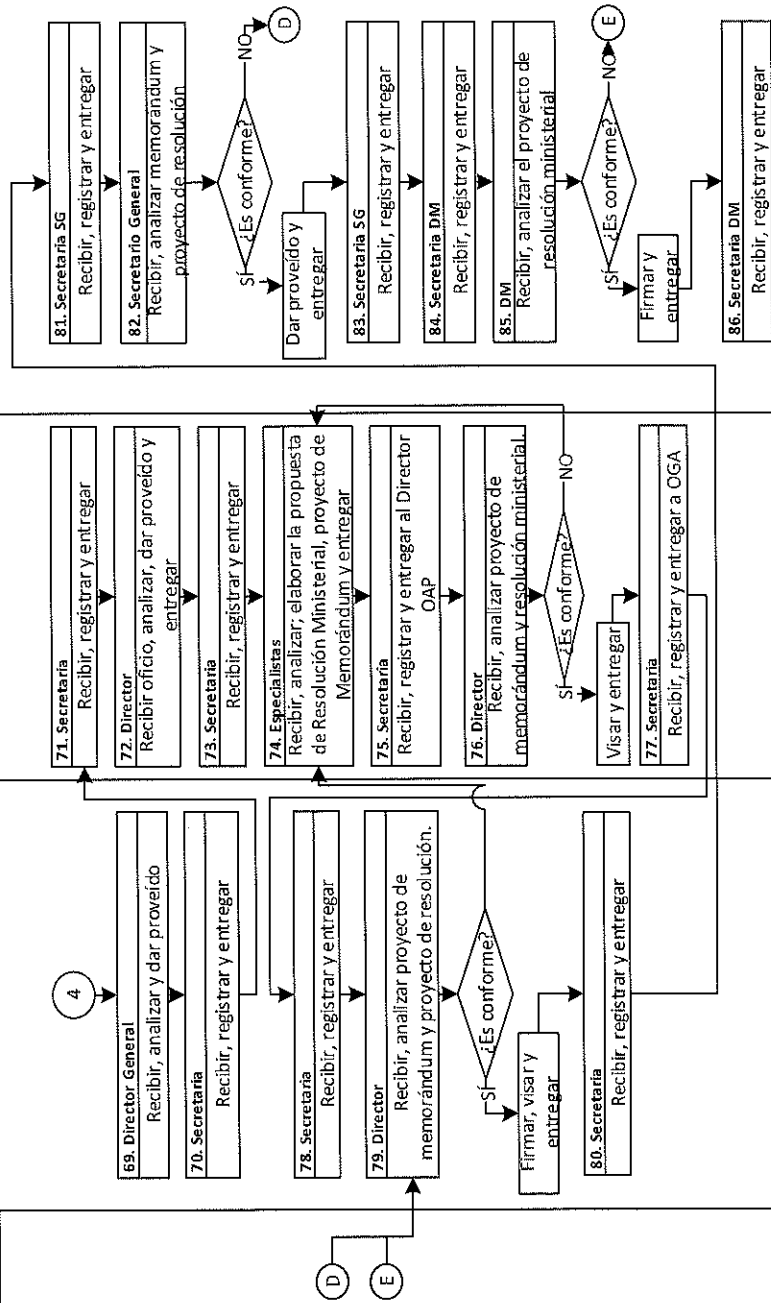 D
E
4
69. Director General
Recibir, analizar y dar proveído
70. Secretaria
Recibir, registrar y entregar
78. Secretaria
Recibir, registrar y entregar
79. Director
Recibir, analizar proyecto de
memorándum y proyecto de resolución.
¿Es conforme?
SÍ
Firmar, visar y
entregar
80. Secretaria
Recibir, registrar y entregar
71. Secretaria
Recibir, registrar y entregar
72. Director
Recibir oficio, analizar, dar proveído y
entregar
73. Secretaria
Recibir, registrar y entregar
74. Especialistas
Recibir, analizar; elaborar la propuesta
de Resolución Ministerial, proyecto de
Memorándum y entregar
75. Secretaria
Recibir, registrar y entregar al Director
OAP
76. Director
Recibir, analizar proyecto de
memorándum y resolución ministerial.
¿Es conforme?
SÍ
NO
Visar y entregar
77. Secretaria
Recibir, registrar y entregar a OGA
81. Secretaria SG
Recibir, registrar y entregar
82. Secretario General
Recibir, analizar memorándum y
proyecto de resolución
¿Es conforme?
SÍ
NO
D
Dar proveído y
entregar
83. Secretaria SG
Recibir, registrar y entregar
84. Secretaria DM
Recibir, registrar y entregar
85. DM
Recibir, analizar el proyecto de
resolución ministerial
¿Es conforme?
SÍ
NO
E
Firmar y
entregar
86. Secretaria DM
Recibir, registrar y entregar